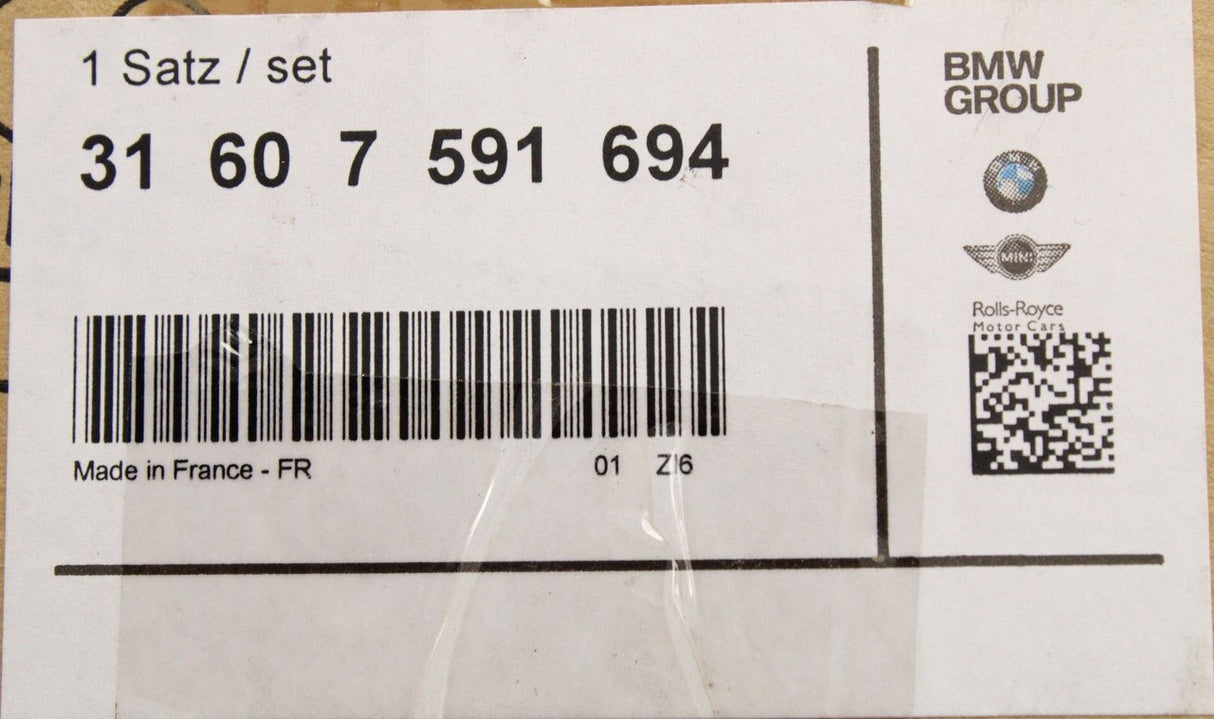 1 Satz / set
31 60 7 591 694
Made in France - FR
01 ZI6
BMW
GROUP
BMW
MINI
Rolls-Royce
Motor Cars